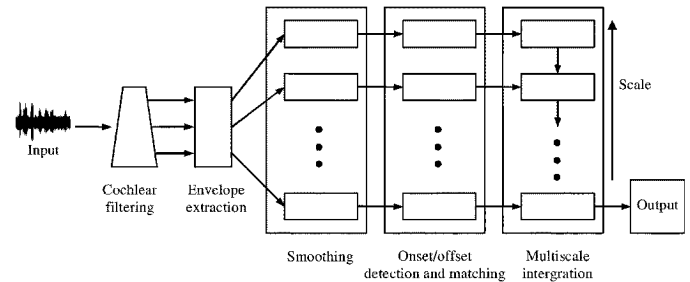 Input
Cochlear
filtering
Envelope
extraction
Smoothing
Onset/offset
detection and matching
Multiscale
intergration
Scale
Output